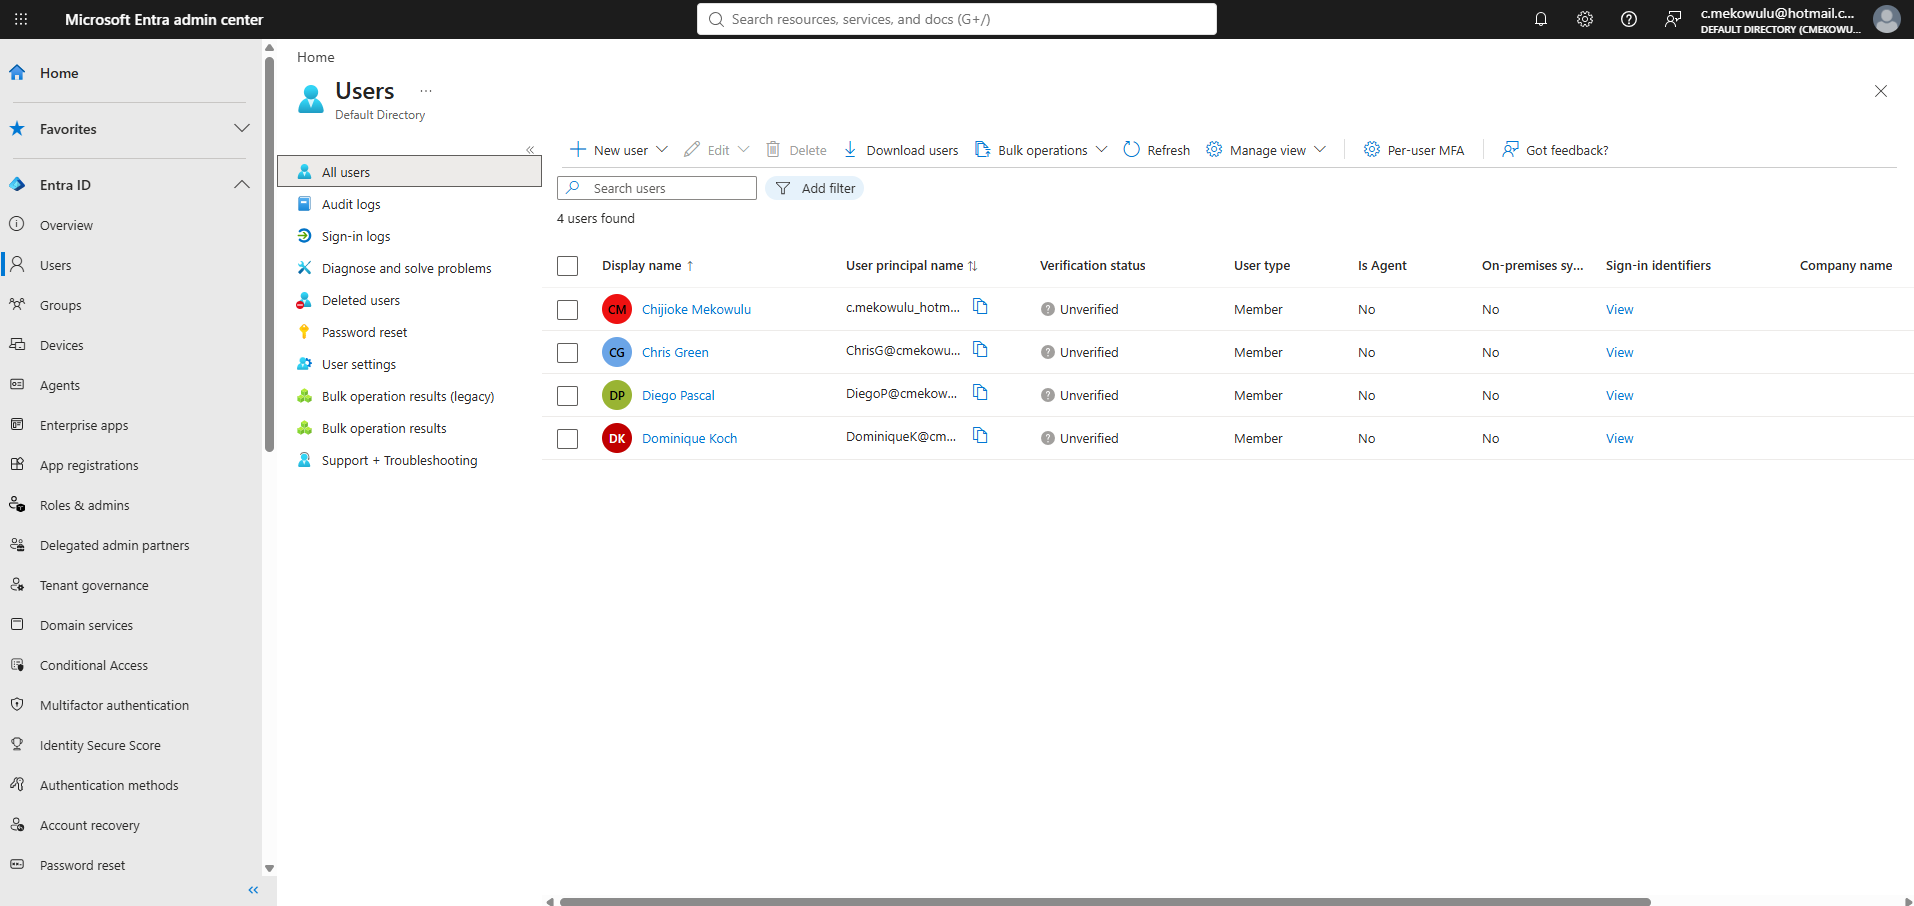 Microsoft Entra admin center
Search resources, services, and docs (G+/)
c.mekowulu@hotmail.c...
DEFAULT DIRECTORY (CMEKOWU...
Home
Favorites
Entra ID
Overview
Users
Groups
Devices
Agents
Enterprise apps
App registrations
Roles & admins
Delegated admin partners
Tenant governance
Domain services
Conditional Access
Multifactor authentication
Identity Secure Score
Authentication methods
Account recovery
Password reset
Home
Users ...
Default Directory
All users
Audit logs
Sign-in logs
Diagnose and solve problems
Deleted users
Password reset
User settings
Bulk operation results (legacy)
Bulk operation results
Support + Troubleshooting
New user Edit Delete Download users Bulk operations Refresh Manage view Per-user MFA Got feedback?
Search users Add filter
4 users found
Display name ↑ User principal name ↑↓ Verification status User type Is Agent On-premises sy... Sign-in identifiers Company name
CM Chijioke Mekowulu c.mekowulu_hotm... Unverified Member No No View
CG Chris Green ChrisG@cmekowu... Unverified Member No No View
DP Diego Pascal DiegoP@cmekow... Unverified Member No No View
DK Dominique Koch DominiqueK@cm... Unverified Member No No View